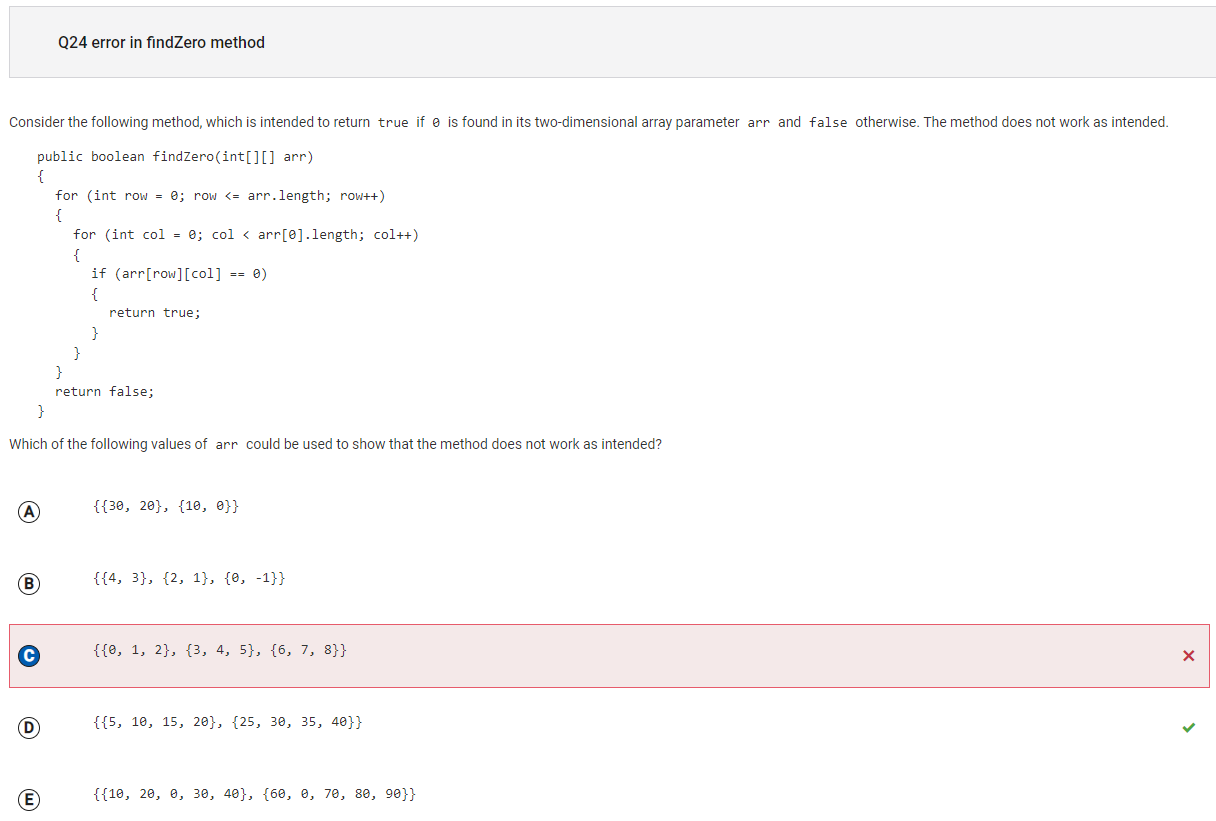 Q24 error in findZero method
Consider the following method, which is intended to return true if 0 is found in its two-dimensional array parameter arr and false otherwise. The method does not work as intended.
public boolean findZero(int[][] arr)
{
for (int row = 0; row <= arr.length; row++)
{
for (int col = 0; col < arr[0].length; col++)
{
if (arr[row][col] == 0)
{
return true;
}
}
}
return false;
}
Which of the following values of arr could be used to show that the method does not work as intended?
A {{30, 20}, {10, 0}}
B {{4, 3}, {2, 1}, {0, -1}}
C {{0, 1, 2}, {3, 4, 5}, {6, 7, 8}}
D {{5, 10, 15, 20}, {25, 30, 35, 40}}
E {{10, 20, 0, 30, 40}, {60, 0, 70, 80, 90}}